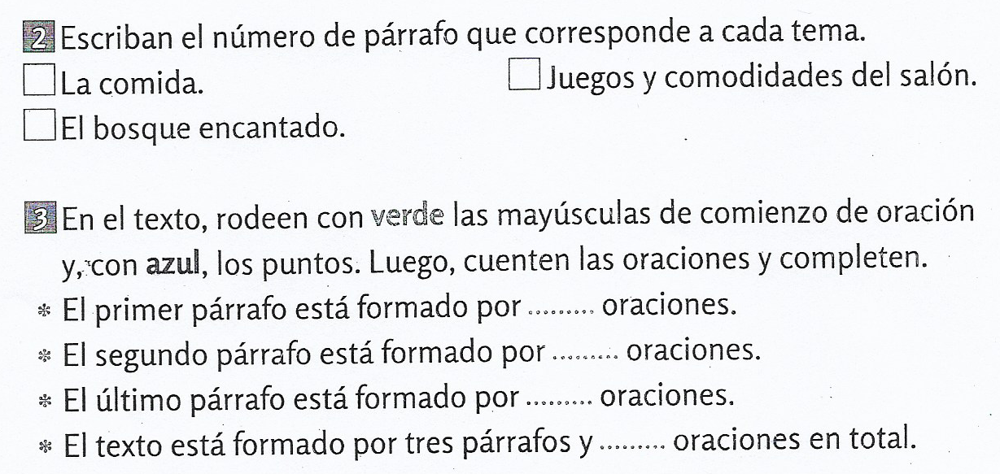 2 Escriban el número de párrafo que corresponde a cada tema.
La comida. Juegos y comodidades del salón.
El bosque encantado.
3 En el texto, rodeen con verde las mayúsculas de comienzo de oración
y, con azul, los puntos. Luego, cuenten las oraciones y completen.
* El primer párrafo está formado por ......... oraciones.
* El segundo párrafo está formado por ......... oraciones.
* El último párrafo está formado por ......... oraciones.
* El texto está formado por tres párrafos y ......... oraciones en total.